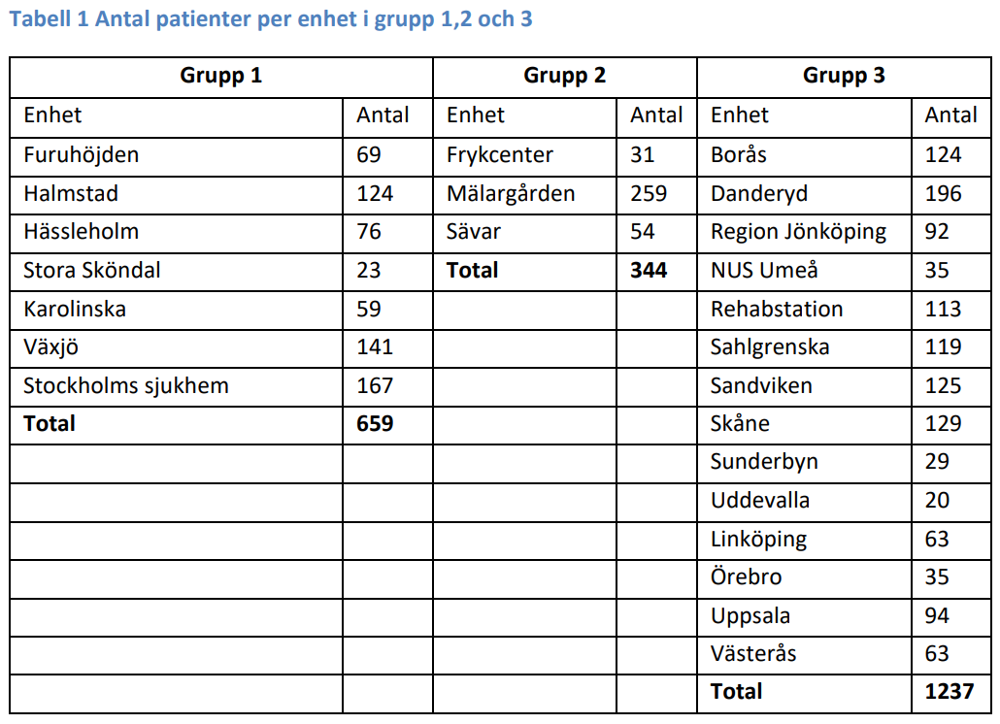 Tabell 1 Antal patienter per enhet i grupp 1,2 och 3
Grupp 1 Grupp 2 Grupp 3
Enhet Antal Enhet Antal Enhet Antal
Furuhöjden 69 Frykcenter 31 Borås 124
Halmstad 124 Mälargården 259 Danderyd 196
Hässleholm 76 Sävar 54 Region Jönköping 92
Stora Sköndal 23 Total 344 NUS Umeå 35
Karolinska 59 Rehabstation 113
Växjö 141 Sahlgrenska 119
Stockholms sjukhem 167 Sandviken 125
Total 659 Skåne 129
Sunderbyn 29
Uddevalla 20
Linköping 63
Örebro 35
Uppsala 94
Västerås 63
Total 1237